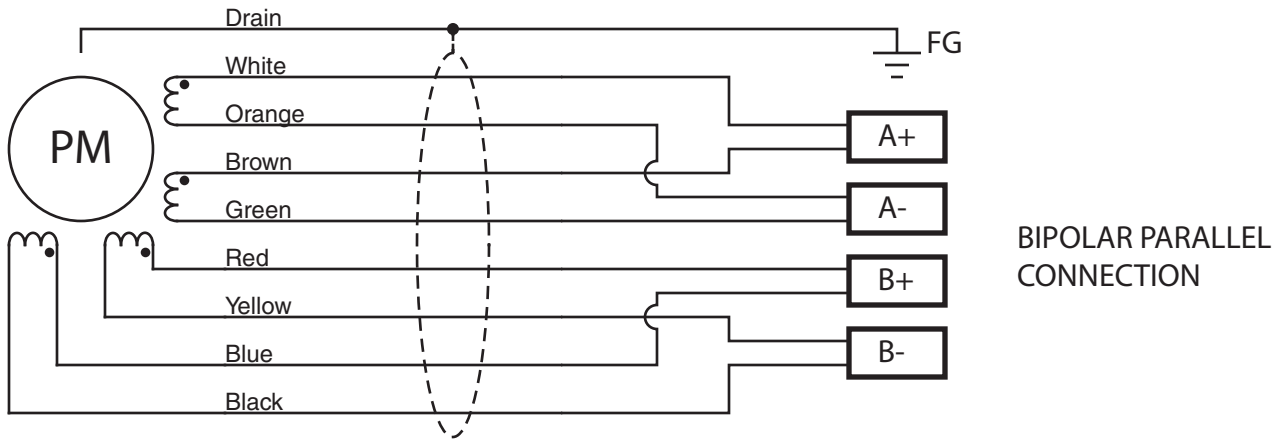 Drain
FG
White
Orange
A+
PM
Brown
A-
Green
BIPOLAR PARALLEL
CONNECTION
Red
B+
Yellow
Blue
B-
Black